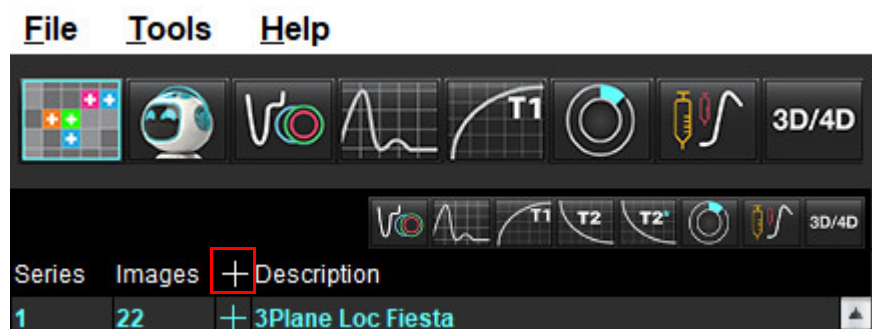 File Tools Help
T1 3D/4D
T1 T2 T2* 3D/4D
Series Images + Description
1 22 + 3Plane Loc Fiesta